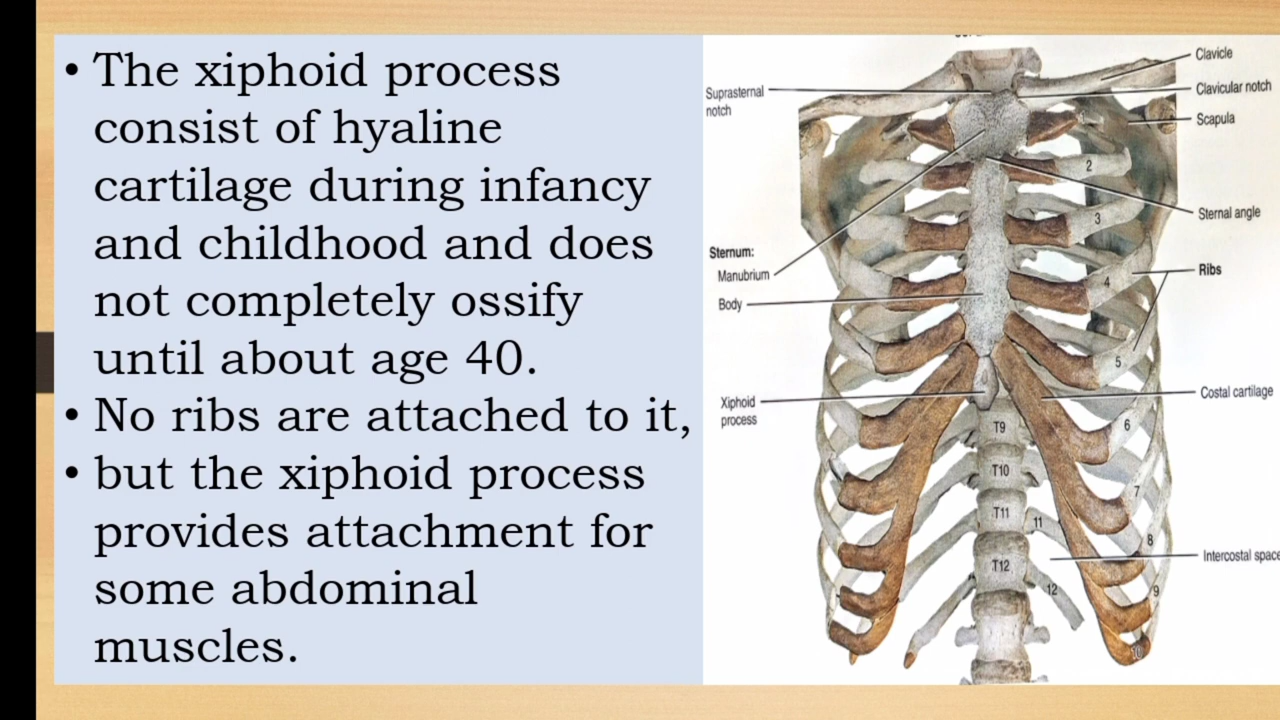 • The xiphoid process
consist of hyaline
cartilage during infancy
and childhood and does
not completely ossify
until about age 40.
• No ribs are attached to it,
• but the xiphoid process
provides attachment for
some abdominal
muscles.
Clavicle
Suprasternal
notch
Clavicular notch
Scapula
2
3
Sternal angle
Sternum:
Manubrium
Ribs
4
Body
5
Xiphoid
process
Costal cartilage
6
T9
T10
7
T11
11
8
Intercostal space
T12
12
9
10